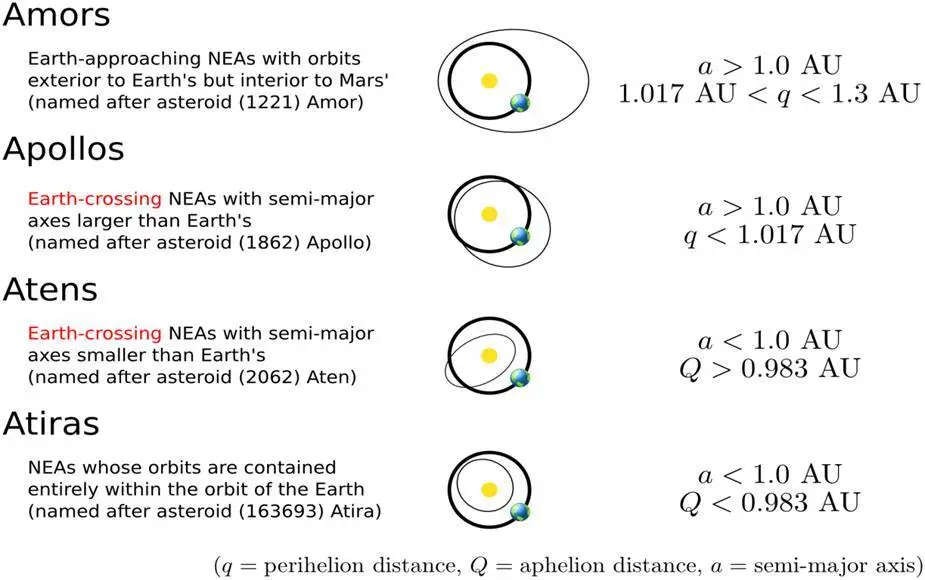 Amors
Earth-approaching NEAs with orbits
exterior to Earth's but interior to Mars'
(named after asteroid (1221) Amor)
a > 1.0 AU
1.017 AU < q < 1.3 AU
Apollos
Earth-crossing NEAs with semi-major
axes larger than Earth's
(named after asteroid (1862) Apollo)
a > 1.0 AU
q < 1.017 AU
Atens
Earth-crossing NEAs with semi-major
axes smaller than Earth's
(named after asteroid (2062) Aten)
a < 1.0 AU
Q > 0.983 AU
Atiras
NEAs whose orbits are contained
entirely within the orbit of the Earth
(named after asteroid (163693) Atira)
a < 1.0 AU
Q < 0.983 AU
(q = perihelion distance, Q = aphelion distance, a = semi-major axis)